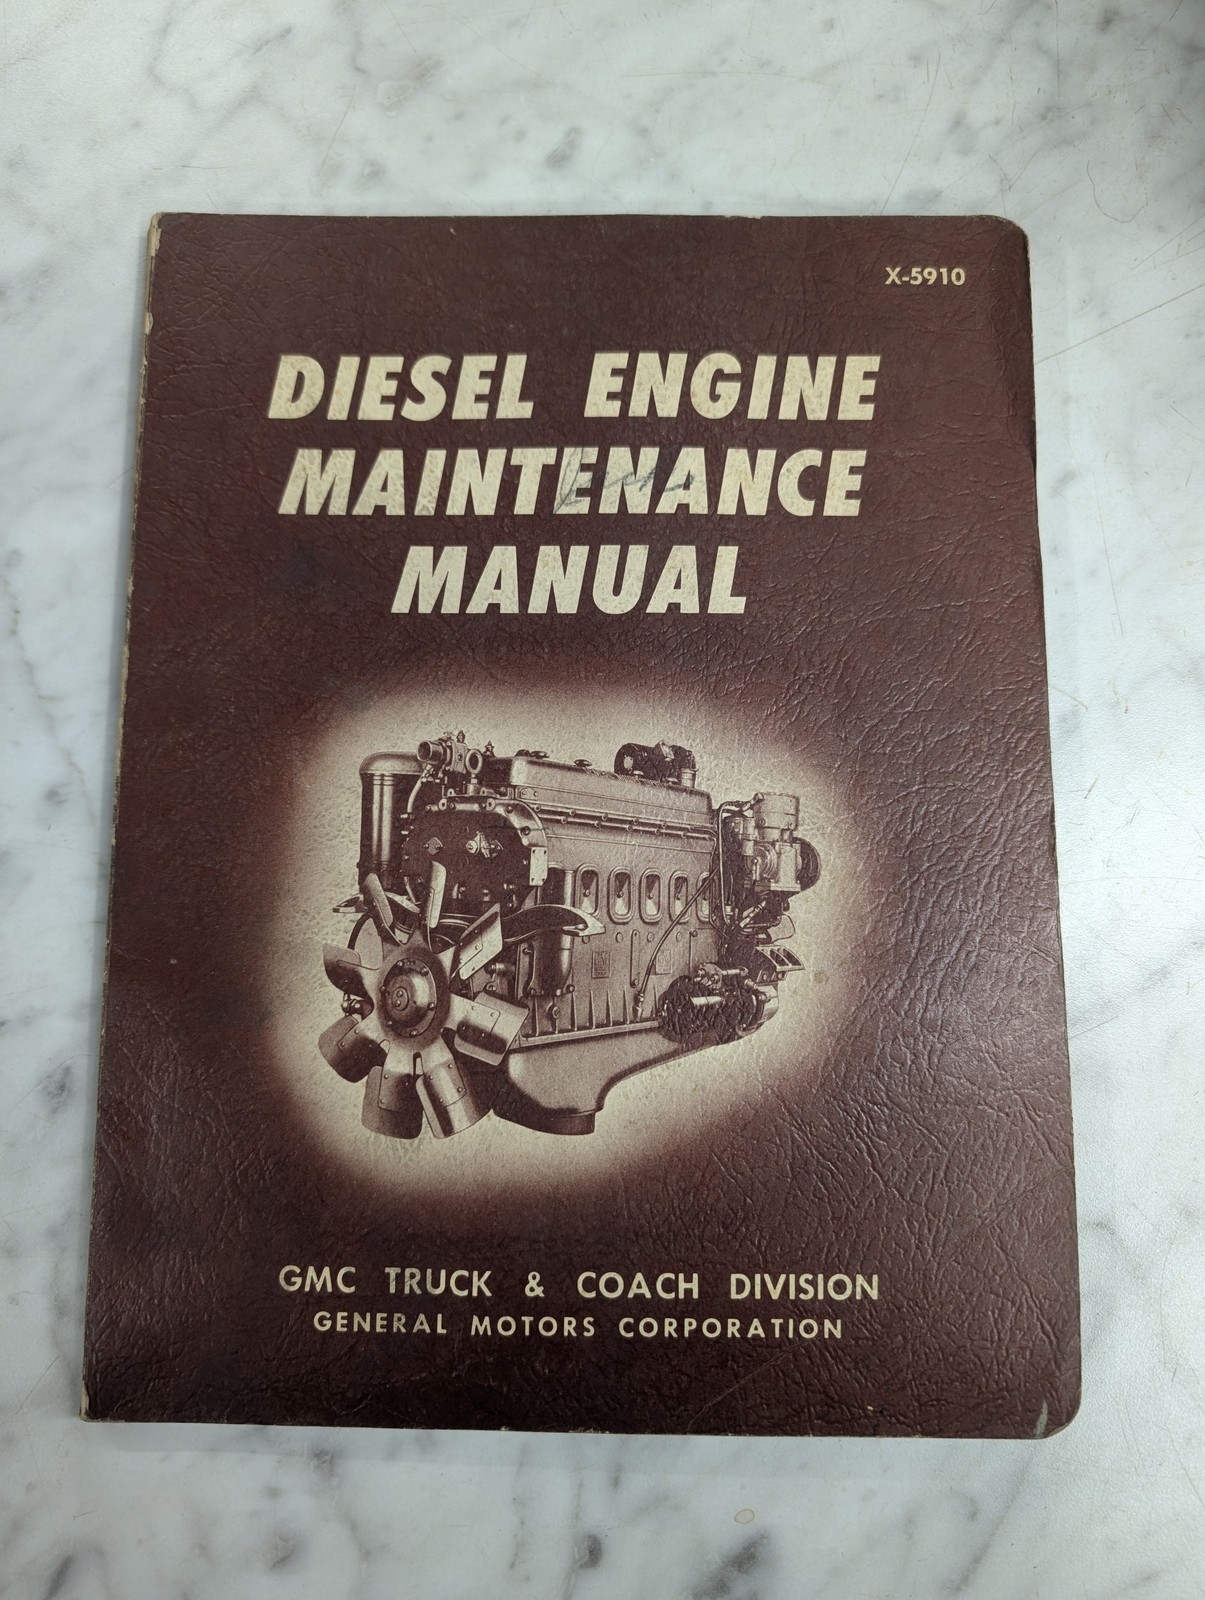 X-5910
DIESEL ENGINE
MAINTENANCE
MANUAL
GMC TRUCK & COACH DIVISION
GENERAL MOTORS CORPORATION